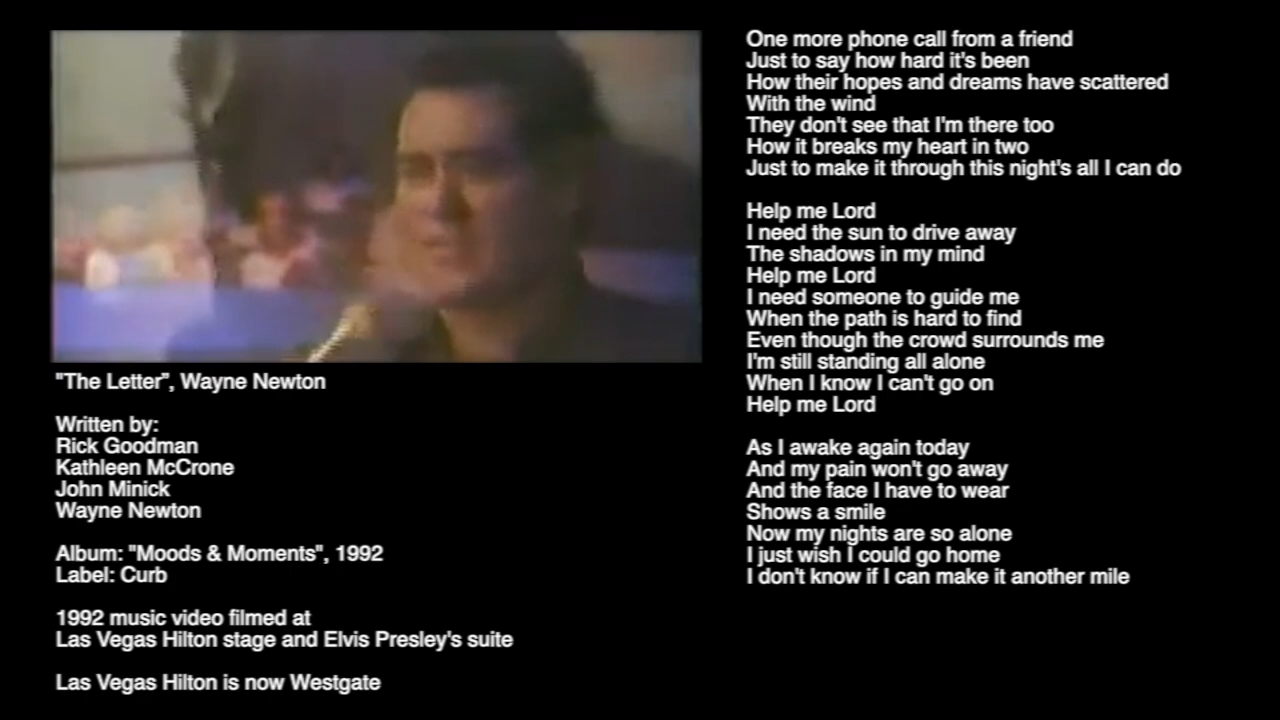 "The Letter", Wayne Newton
Written by:
Rick Goodman
Kathleen McCrone
John Minick
Wayne Newton
Album: "Moods & Moments", 1992
Label: Curb
1992 music video filmed at
Las Vegas Hilton stage and Elvis Presley's suite
Las Vegas Hilton is now Westgate
One more phone call from a friend
Just to say how hard it's been
How their hopes and dreams have scattered
With the wind
They don't see that I'm there too
How it breaks my heart in two
Just to make it through this night's all I can do
Help me Lord
I need the sun to drive away
The shadows in my mind
Help me Lord
I need someone to guide me
When the path is hard to find
Even though the crowd surrounds me
I'm still standing all alone
When I know I can't go on
Help me Lord
As I awake again today
And my pain won't go away
And the face I have to wear
Shows a smile
Now my nights are so alone
I just wish I could go home
I don't know if I can make it another mile